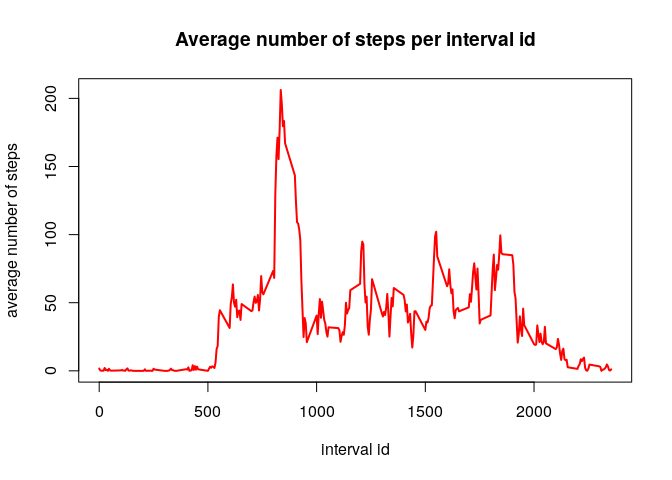 Average number of steps per interval id
average number of steps
200
150
100
50
0
0 500 1000 1500 2000
interval id